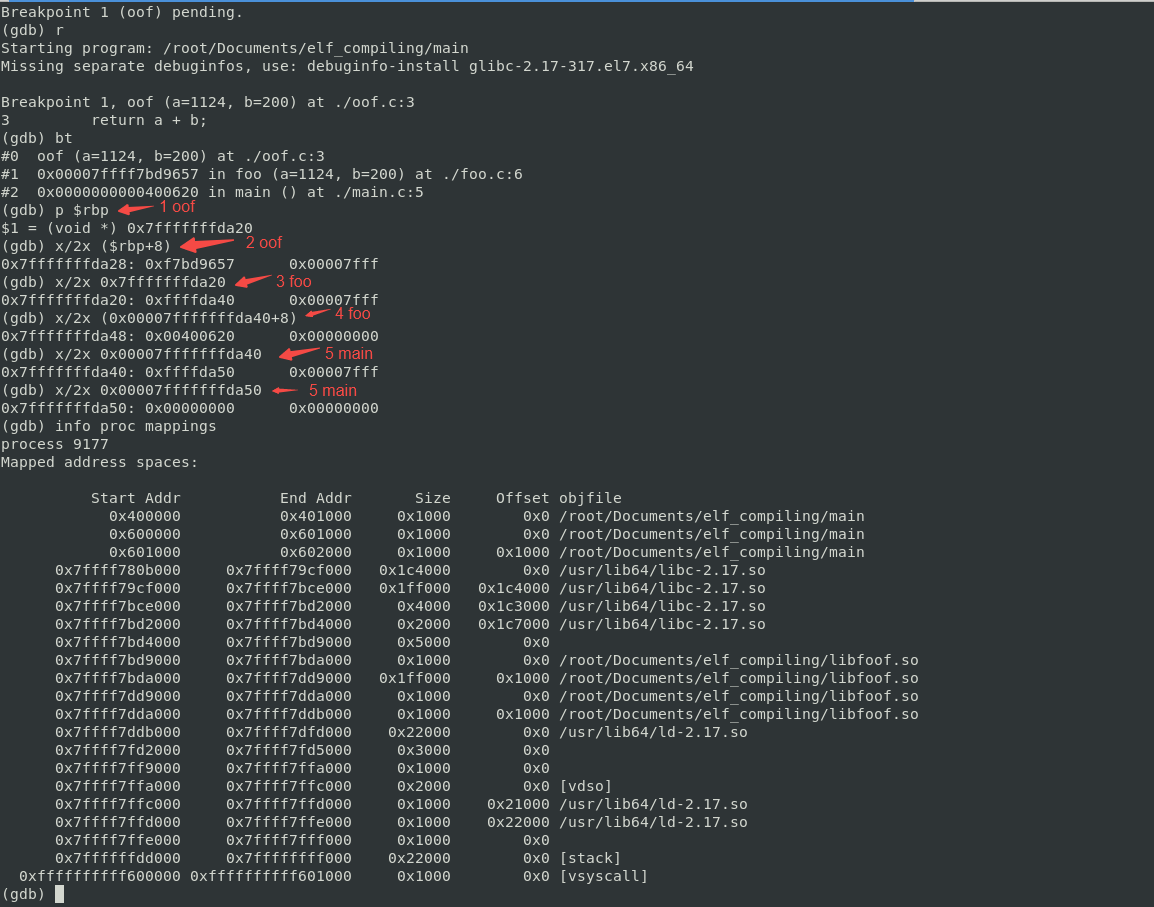 Breakpoint 1 (oof) pending.
(gdb) r
Starting program: /root/Documents/elf_compiling/main
Missing separate debuginfos, use: debuginfo-install glibc-2.17-317.el7.x86_64
Breakpoint 1, oof (a=1124, b=200) at ./oof.c:3
3         return a + b;
(gdb) bt
#0  oof (a=1124, b=200) at ./oof.c:3
#1  0x00007ffff7bd9657 in foo (a=1124, b=200) at ./foo.c:6
#2  0x0000000000400620 in main () at ./main.c:5
(gdb) p $rbp 1 oof
$1 = (void *) 0x7fffffffda20
(gdb) x/2x ($rbp+8) 2 oof
0x7fffffffda28: 0xf7bd9657      0x00007fff
(gdb) x/2x 0x7fffffffda20 3 foo
0x7fffffffda20: 0xffffda40      0x00007fff
(gdb) x/2x (0x00007fffffffda40+8) 4 foo
0x7fffffffda48: 0x00400620      0x00000000
(gdb) x/2x 0x00007fffffffda40 5 main
0x7fffffffda40: 0xffffda50      0x00007fff
(gdb) x/2x 0x00007fffffffda50 5 main
0x7fffffffda50: 0x00000000      0x00000000
(gdb) info proc mappings
process 9177
Mapped address spaces:
Start Addr           End Addr       Size     Offset objfile
0x400000           0x401000     0x1000        0x0 /root/Documents/elf_compiling/main
0x600000           0x601000     0x1000        0x0 /root/Documents/elf_compiling/main
0x601000           0x602000     0x1000     0x1000 /root/Documents/elf_compiling/main
0x7ffff780b000     0x7ffff79cf000   0x1c4000        0x0 /usr/lib64/libc-2.17.so
0x7ffff79cf000     0x7ffff7bce000   0x1ff000   0x1c4000 /usr/lib64/libc-2.17.so
0x7ffff7bce000     0x7ffff7bd2000     0x4000   0x1c3000 /usr/lib64/libc-2.17.so
0x7ffff7bd2000     0x7ffff7bd4000     0x2000   0x1c7000 /usr/lib64/libc-2.17.so
0x7ffff7bd4000     0x7ffff7bd9000     0x5000        0x0
0x7ffff7bd9000     0x7ffff7bda000     0x1000        0x0 /root/Documents/elf_compiling/libfoof.so
0x7ffff7bda000     0x7ffff7dd9000   0x1ff000     0x1000 /root/Documents/elf_compiling/libfoof.so
0x7ffff7dd9000     0x7ffff7dda000     0x1000        0x0 /root/Documents/elf_compiling/libfoof.so
0x7ffff7dda000     0x7ffff7ddb000     0x1000     0x1000 /root/Documents/elf_compiling/libfoof.so
0x7ffff7ddb000     0x7ffff7dfd000    0x22000        0x0 /usr/lib64/ld-2.17.so
0x7ffff7fd2000     0x7ffff7fd5000     0x3000        0x0
0x7ffff7ff9000     0x7ffff7ffa000     0x1000        0x0
0x7ffff7ffa000     0x7ffff7ffc000     0x2000        0x0 [vdso]
0x7ffff7ffc000     0x7ffff7ffd000     0x1000    0x21000 /usr/lib64/ld-2.17.so
0x7ffff7ffd000     0x7ffff7ffe000     0x1000    0x22000 /usr/lib64/ld-2.17.so
0x7ffff7ffe000     0x7ffff7fff000     0x1000        0x0
0x7ffffffdd000     0x7ffffffff000    0x22000        0x0 [stack]
0xffffffffff600000 0xffffffffff601000     0x1000        0x0 [vsyscall]
(gdb)